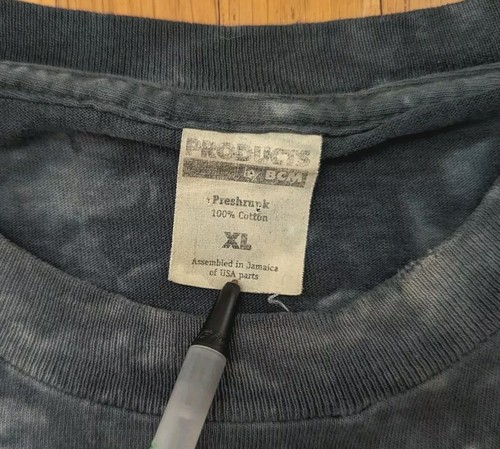 PRODUCTS
BY BCM
Preshrunk
100% Cotton
XL
Assembled in Jamaica
of USA parts